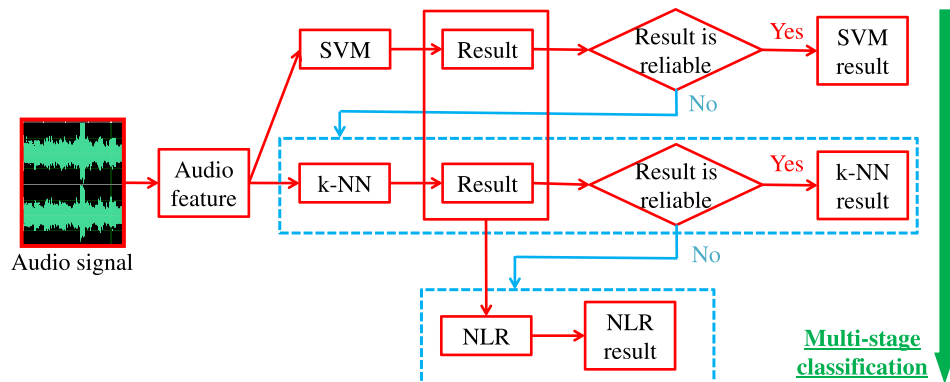 SVM
Result
Result is
reliable
Yes
SVM
result
No
Audio
feature
k-NN
Result
Result is
reliable
Yes
k-NN
result
Audio signal
No
NLR
NLR
result
Multi-stage
classification